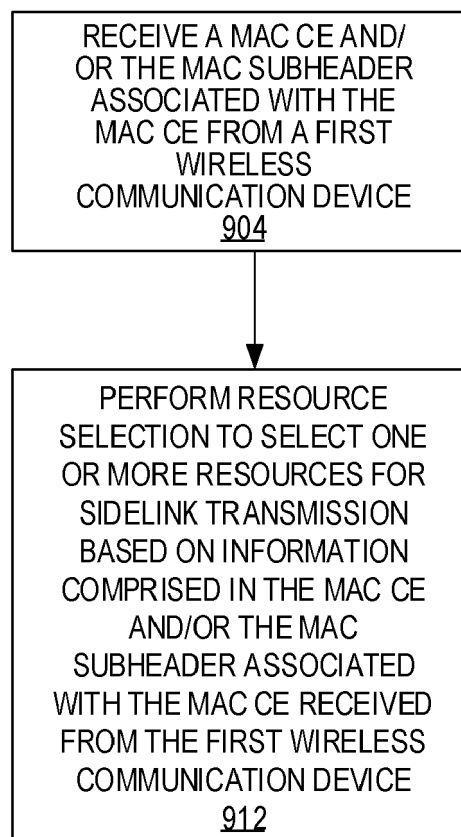 RECEIVE A MAC CE AND/
OR THE MAC SUBHEADER
ASSOCIATED WITH THE
MAC CE FROM A FIRST
WIRELESS
COMMUNICATION DEVICE
904
PERFORM RESOURCE
SELECTION TO SELECT ONE
OR MORE RESOURCES FOR
SIDELINK TRANSMISSION
BASED ON INFORMATION
COMPRISED IN THE MAC CE
AND/OR THE MAC
SUBHEADER ASSOCIATED
WITH THE MAC CE RECEIVED
FROM THE FIRST WIRELESS
COMMUNICATION DEVICE
912